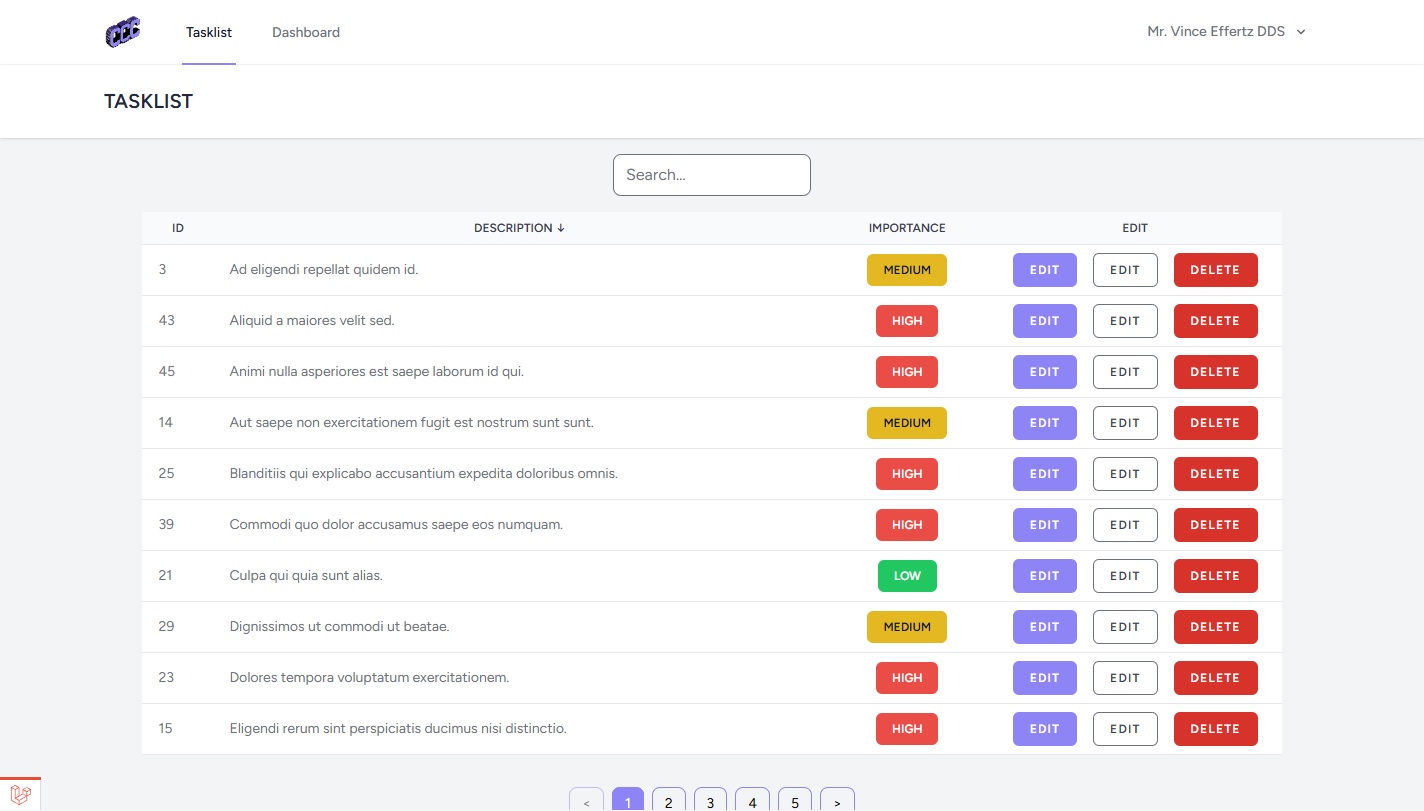 CCC Tasklist Dashboard Mr. Vince Effertz DDS
TASKLIST
Search...
ID DESCRIPTION ↓ IMPORTANCE EDIT
3 Ad eligendi repellat quidem id. MEDIUM EDIT EDIT DELETE
43 Aliquid a maiores velit sed. HIGH EDIT EDIT DELETE
45 Animi nulla asperiores est saepe laborum id qui. HIGH EDIT EDIT DELETE
14 Aut saepe non exercitationem fugit est nostrum sunt sunt. MEDIUM EDIT EDIT DELETE
25 Blanditiis qui explicabo accusantium expedita doloribus omnis. HIGH EDIT EDIT DELETE
39 Commodi quo dolor accusamus saepe eos numquam. HIGH EDIT EDIT DELETE
21 Culpa qui quia sunt alias. LOW EDIT EDIT DELETE
29 Dignissimos ut commodi ut beatae. MEDIUM EDIT EDIT DELETE
23 Dolores tempora voluptatum exercitationem. HIGH EDIT EDIT DELETE
15 Eligendi rerum sint perspiciatis ducimus nisi distinctio. HIGH EDIT EDIT DELETE
< 1 2 3 4 5 >